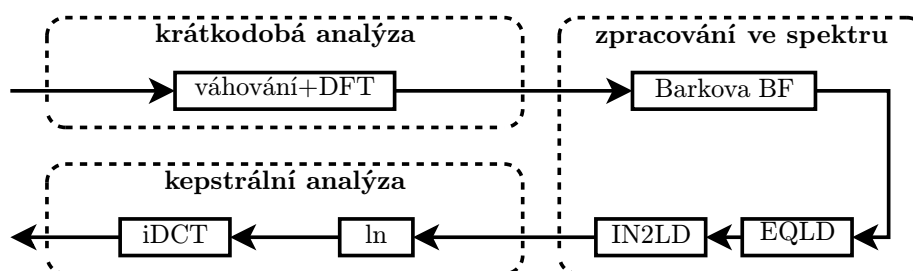 krátkodobá analýza
zpracování ve spektru
váhování+DFT
Barkova BF
kepstrální analýza
iDCT
ln
IN2LD
EQLD